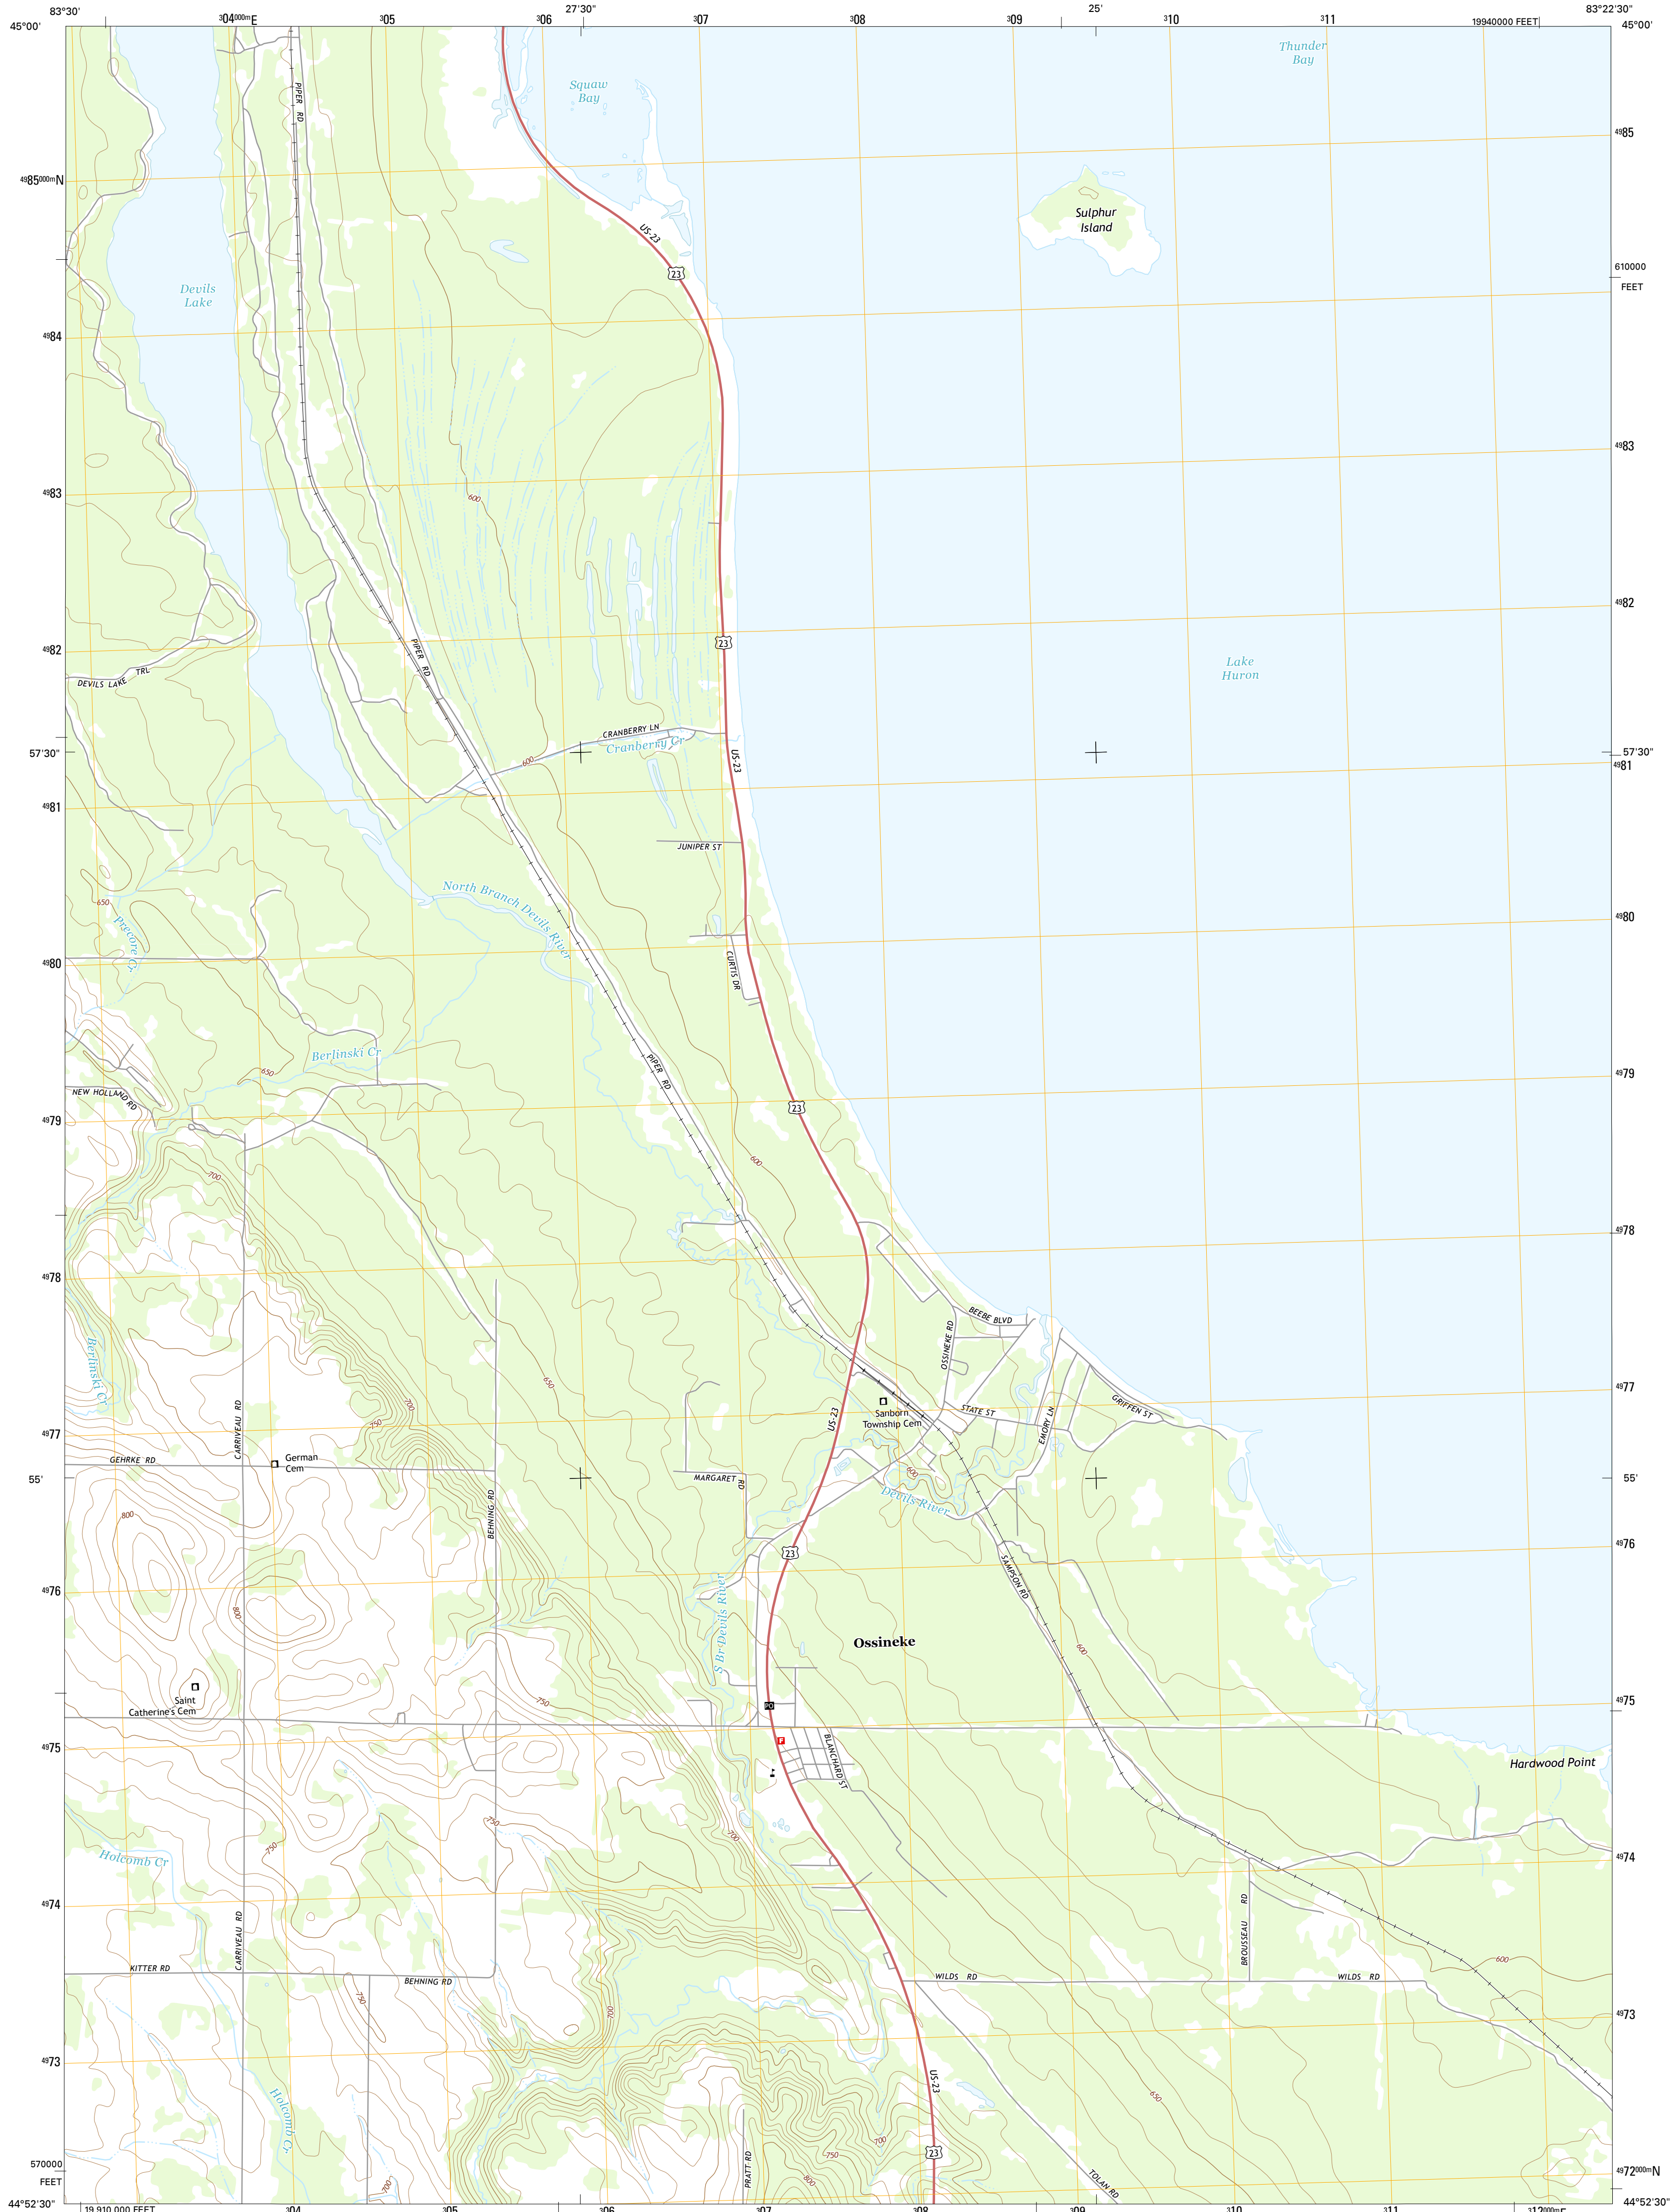 83°30'
³04⁰⁰⁰ᵐE
³05
³06
27'30"
³07
³08
³09
25'
³10
³11
19940000 FEET
83°22'30"
45°00'
45°00'
Thunder
Bay
Squaw
Bay
PIPER RD
⁴⁹85
⁴⁹85⁰⁰⁰ᵐN
Sulphur
Island
US-23
23
610000
FEET
Devils
Lake
⁴⁹84
⁴⁹83
⁴⁹83
600
⁴⁹82
⁴⁹82
23
PIPER RD
Lake
Huron
DEVILS LAKE TRL
CRANBERRY LN
Cranberry Cr
600
US-23
57'30"
57'30"
⁴⁹81
⁴⁹81
JUNIPER ST
North Branch Devils River
650
Precore Cr
⁴⁹80
⁴⁹80
CURTIS DR
Berlinski Cr
650
PIPER RD
⁴⁹79
NEW HOLLAND RD
23
⁴⁹79
600
700
⁴⁹78
⁴⁹78
BEEBE BLVD
OSSINEKE RD
Berlinski Cr
650
700
750
CARRIVEAU RD
US-23
Sanborn
Township Cem
STATE ST
EMORY LN
GRIFFEN ST
⁴⁹77
⁴⁹77
GEHRKE RD
German
Cem
600
55'
MARGARET RD
55'
Devils River
BEHNING RD
800
⁴⁹76
23
SAMPSON RD
⁴⁹76
800
S Br Devils River
Ossineke
600
Saint
Catherine's Cem
750
PO
⁴⁹75
F
⁴⁹75
BLANCHARD ST
Hardwood Point
750
700
750
Holcomb Cr
⁴⁹74
⁴⁹74
CARRIVEAU RD
BROUSSEAU RD
600
KITTER RD
BEHNING RD
WILDS RD
WILDS RD
750
700
⁴⁹73
⁴⁹73
US-23
650
Holcomb Cr
700
750
23
PRATT RD
800
700
TOLAN RD
570000
FEET
⁴⁹72⁰⁰⁰ᵐN
44°52'30"
19 910 000 FEET
³04
³05
³06
³07
³08
³09
³10
³11
³12⁰⁰⁰ᵐE
44°52'30"